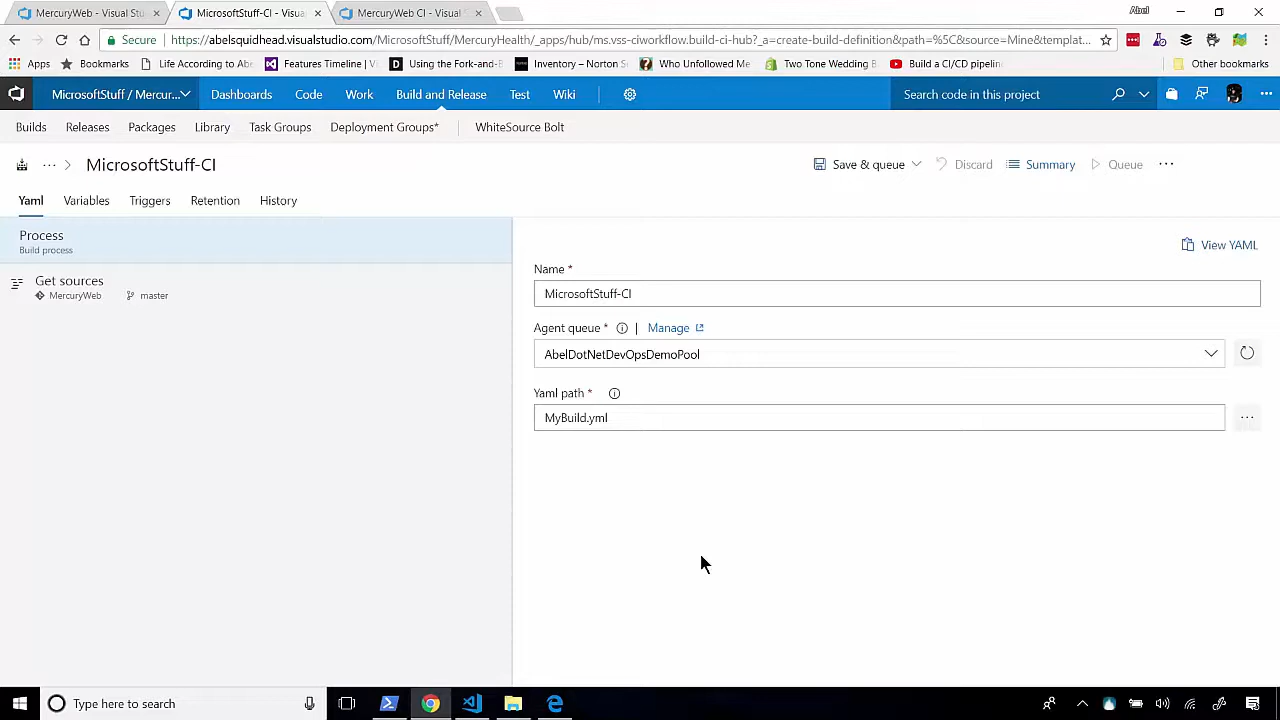 MercuryWeb - Visual Stu
MicrosoftStuff-CI - Visua
MercuryWeb CI - Visual S
Abel
Secure
https://abelsquidhead.visualstudio.com/MicrosoftStuff/MercuryHealth/_apps/hub/ms.vss-ciworkflow.build-ci-hub?_a=create-build-definition&path=%5C&source=Mine&templat...
Apps
Bookmarks
Life According to Abe
Features Timeline | Vi
Using the Fork-and-B
Inventory – Norton Si
Who Unfollowed Me
Two Tone Wedding B
Build a CI/CD pipelin
Other bookmarks
MicrosoftStuff / Mercur...
Dashboards
Code
Work
Build and Release
Test
Wiki
Search code in this project
Builds
Releases
Packages
Library
Task Groups
Deployment Groups*
WhiteSource Bolt
... > MicrosoftStuff-CI
Save & queue
Discard
Summary
Queue
...
Yaml
Variables
Triggers
Retention
History
Process
Build process
Get sources
MercuryWeb
master
View YAML
Name *
MicrosoftStuff-CI
Agent queue * | Manage
AbelDotNetDevOpsDemoPool
Yaml path *
MyBuild.yml
...
Type here to search